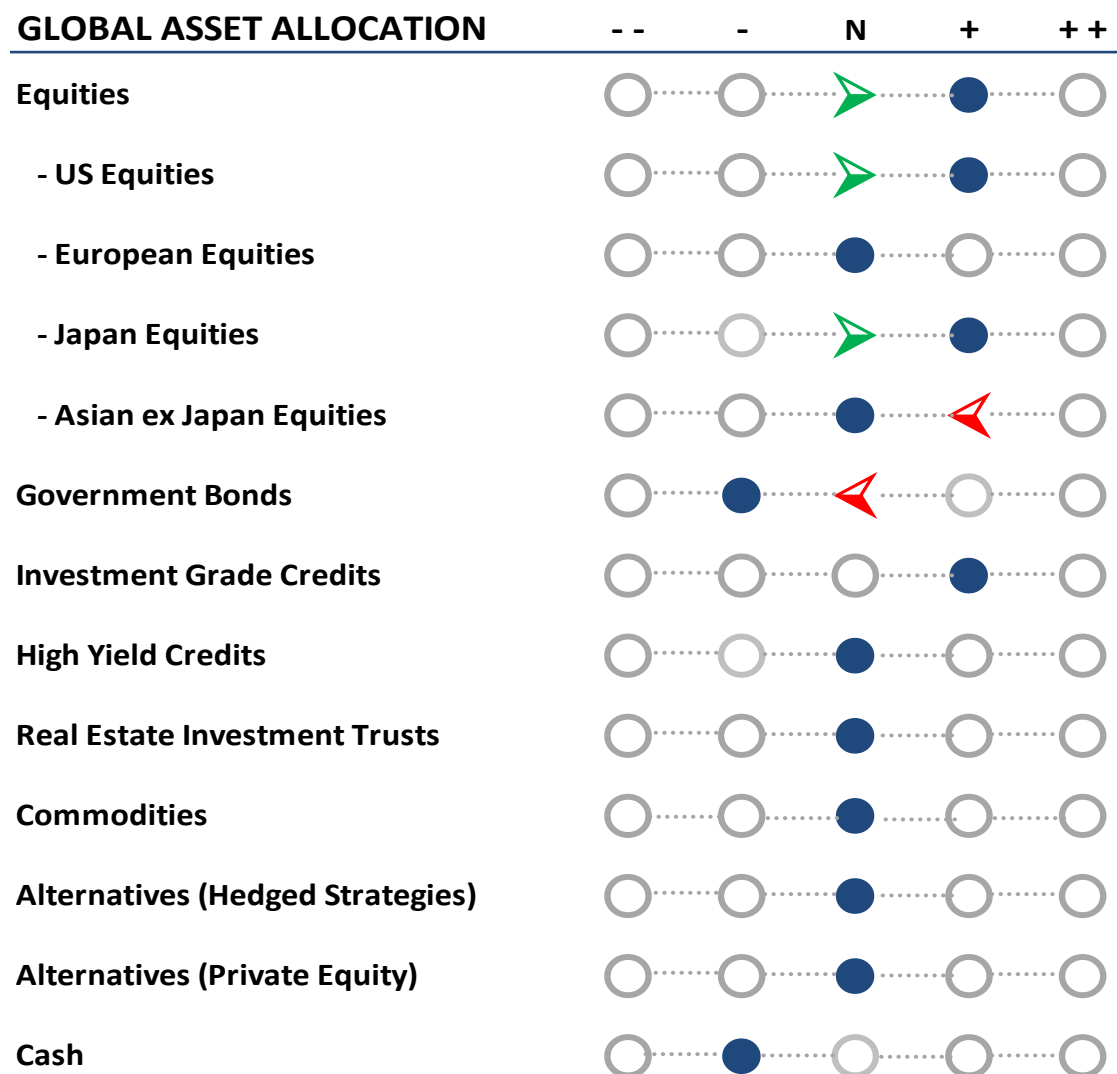 GLOBAL ASSET ALLOCATION - - - N + + +
Equities
- US Equities
- European Equities
- Japan Equities
- Asian ex Japan Equities
Government Bonds
Investment Grade Credits
High Yield Credits
Real Estate Investment Trusts
Commodities
Alternatives (Hedged Strategies)
Alternatives (Private Equity)
Cash